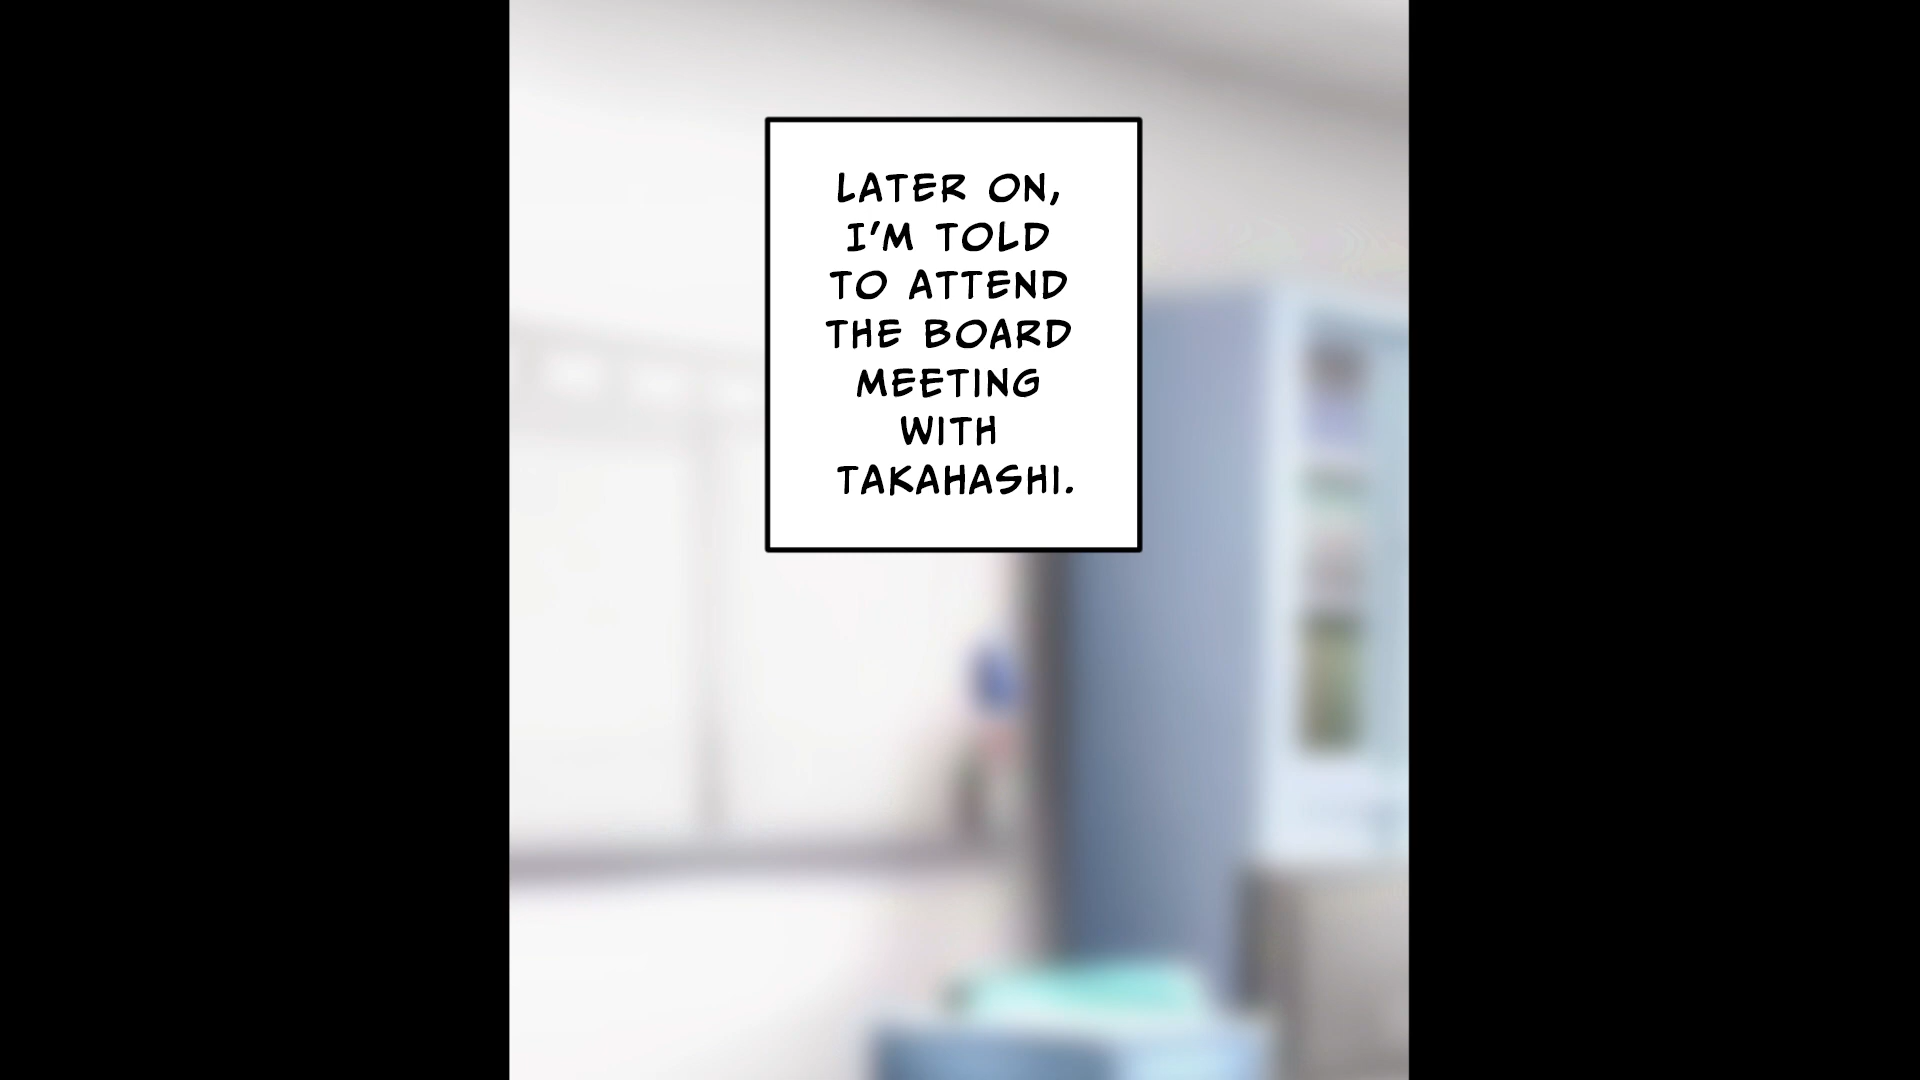 LATER ON,
I'M TOLD
TO ATTEND
THE BOARD
MEETING
WITH
TAKAHASHI.